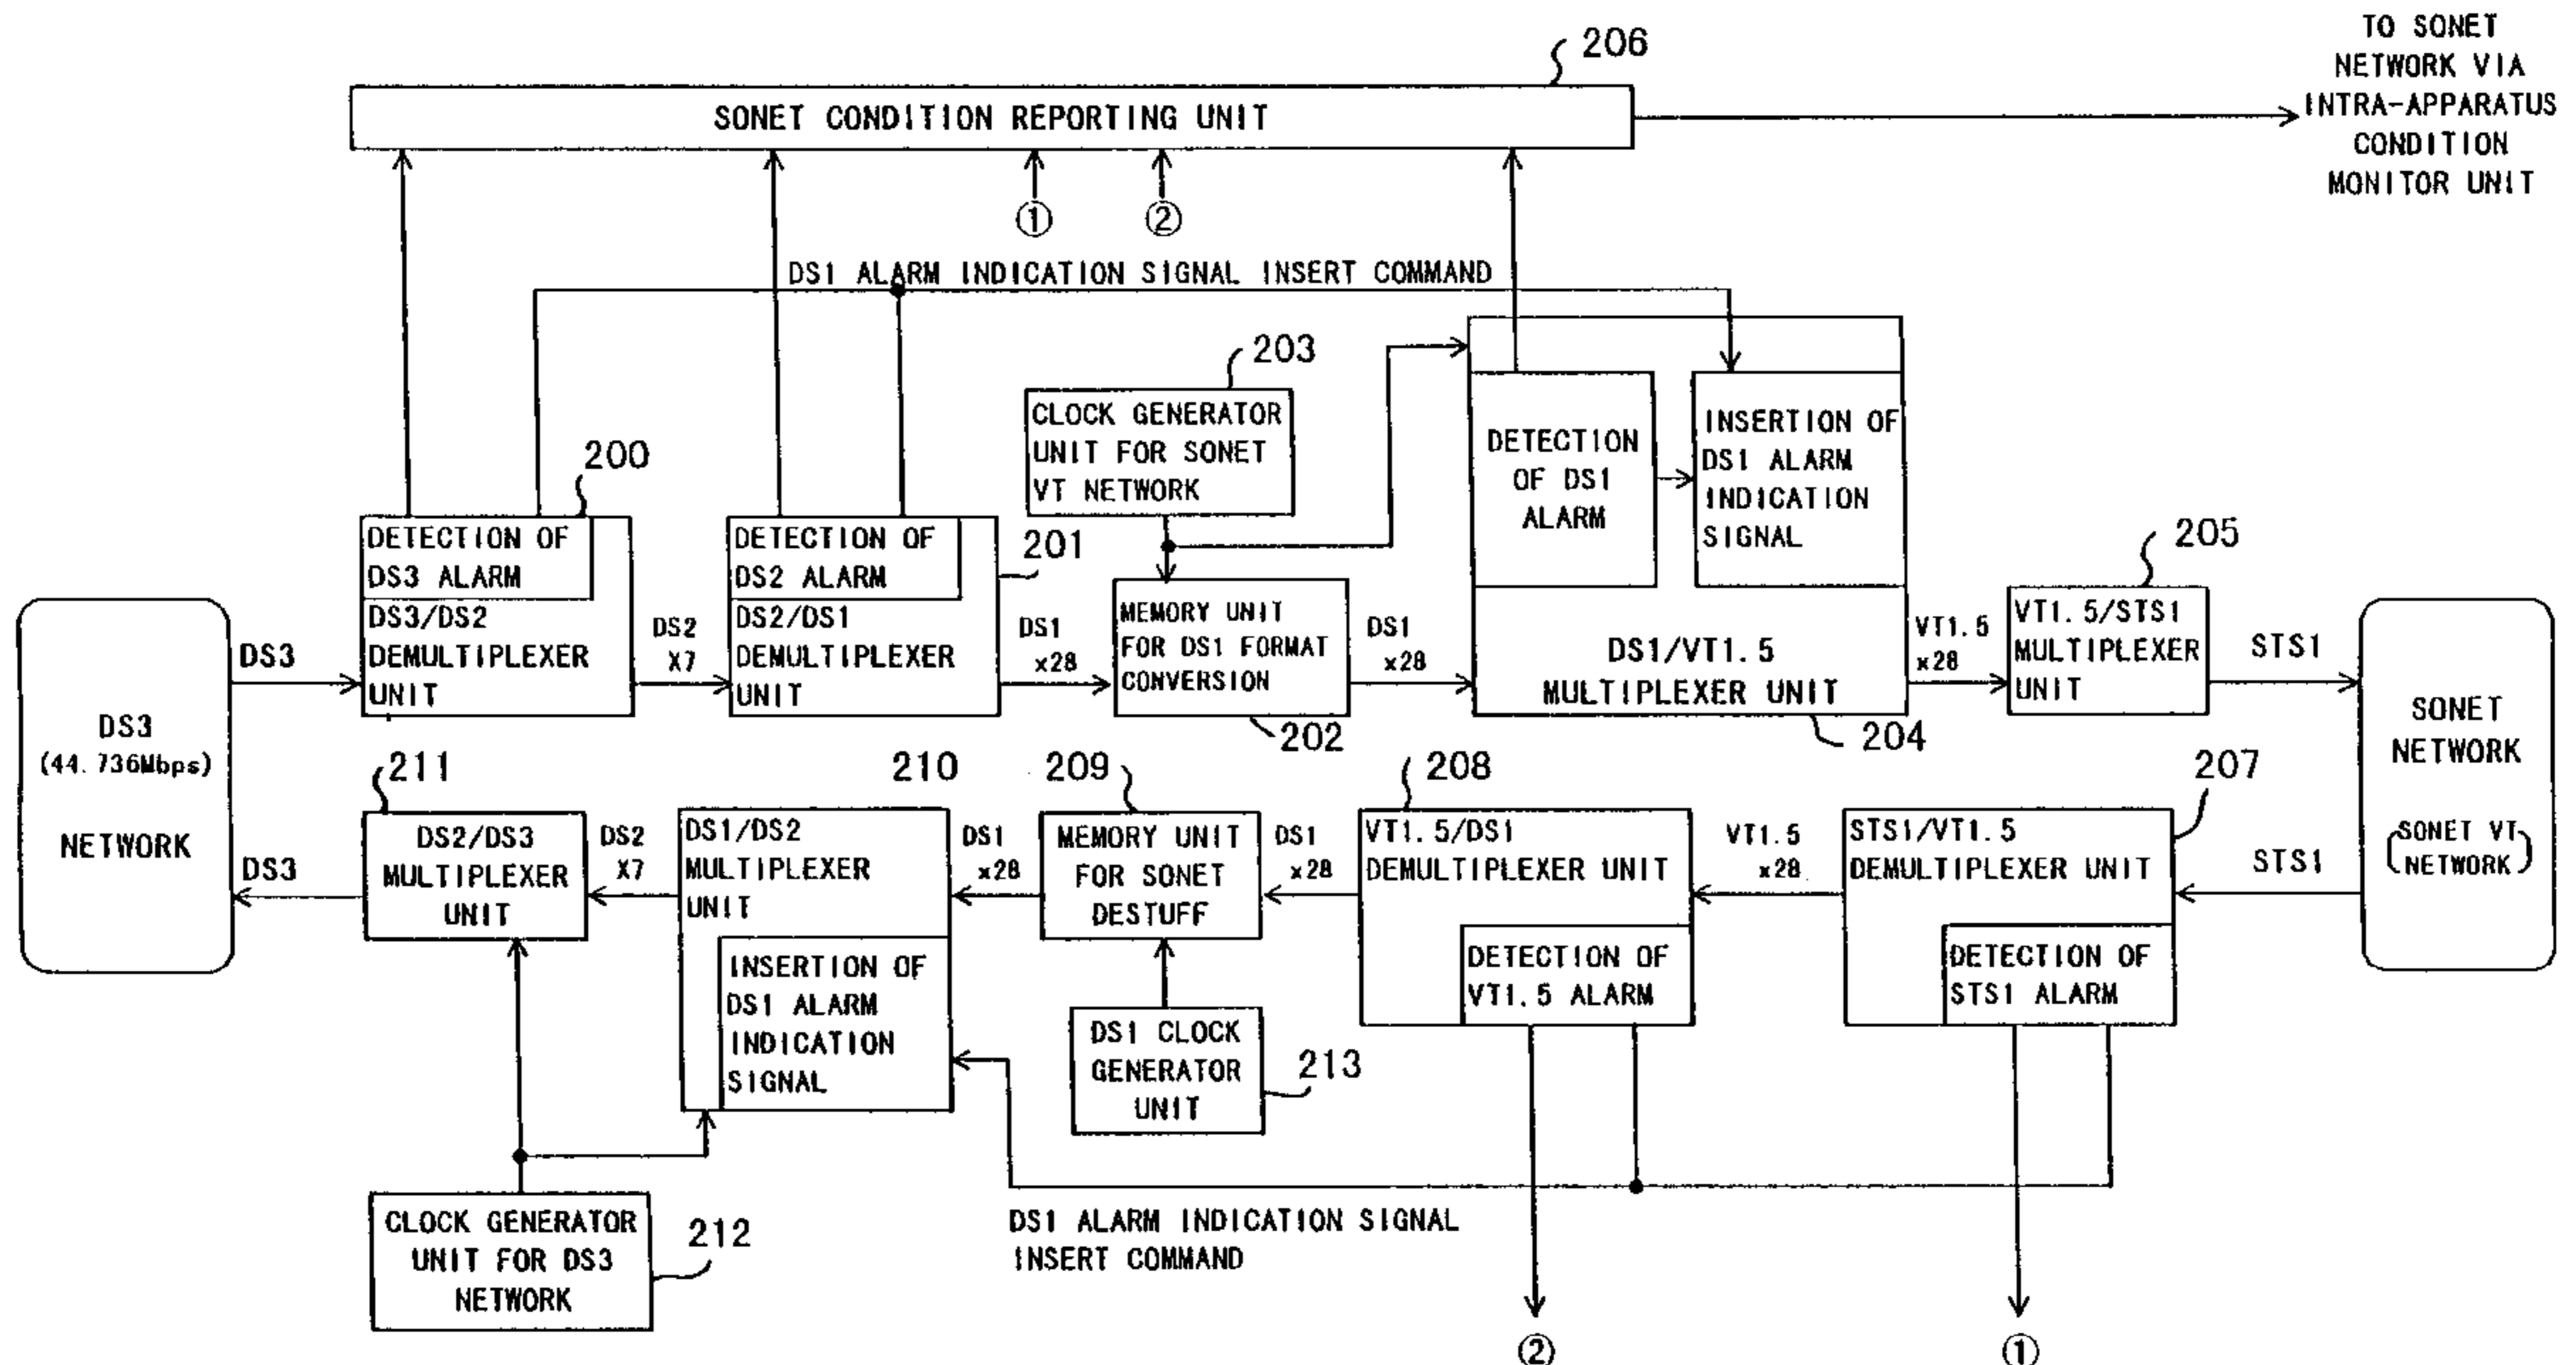 TO SONET
NETWORK VIA
INTRA-APPARATUS
CONDITION
MONITOR UNIT
206
SONET CONDITION REPORTING UNIT
①
②
DS1 ALARM INDICATION SIGNAL INSERT COMMAND
203
CLOCK GENERATOR
UNIT FOR SONET
VT NETWORK
DETECTION
OF DS1
ALARM
INSERTION OF
DS1 ALARM
INDICATION
SIGNAL
200
DETECTION OF
DS3 ALARM
DS3/DS2
DEMULTIPLEXER
UNIT
DETECTION OF
DS2 ALARM
DS2/DS1
DEMULTIPLEXER
UNIT
201
MEMORY UNIT
FOR DS1 FORMAT
CONVERSION
202
DS1/VT1.5
MULTIPLEXER UNIT
204
205
VT1.5/STS1
MULTIPLEXER
UNIT
DS3
DS2
X7
DS1
x28
DS1
x28
VT1.5
x28
STS1
DS3
(44.736Mbps)
NETWORK
SONET
NETWORK
(SONET VT
NETWORK)
211
DS2/DS3
MULTIPLEXER
UNIT
210
DS1/DS2
MULTIPLEXER
UNIT
INSERTION OF
DS1 ALARM
INDICATION
SIGNAL
209
MEMORY UNIT
FOR SONET
DESTUFF
208
VT1.5/DS1
DEMULTIPLEXER UNIT
DETECTION OF
VT1.5 ALARM
207
STS1/VT1.5
DEMULTIPLEXER UNIT
DETECTION OF
STS1 ALARM
DS3
DS2
X7
DS1
x28
DS1
x28
VT1.5
x28
STS1
DS1 CLOCK
GENERATOR
UNIT
213
CLOCK GENERATOR
UNIT FOR DS3
NETWORK
212
DS1 ALARM INDICATION SIGNAL
INSERT COMMAND
②
①